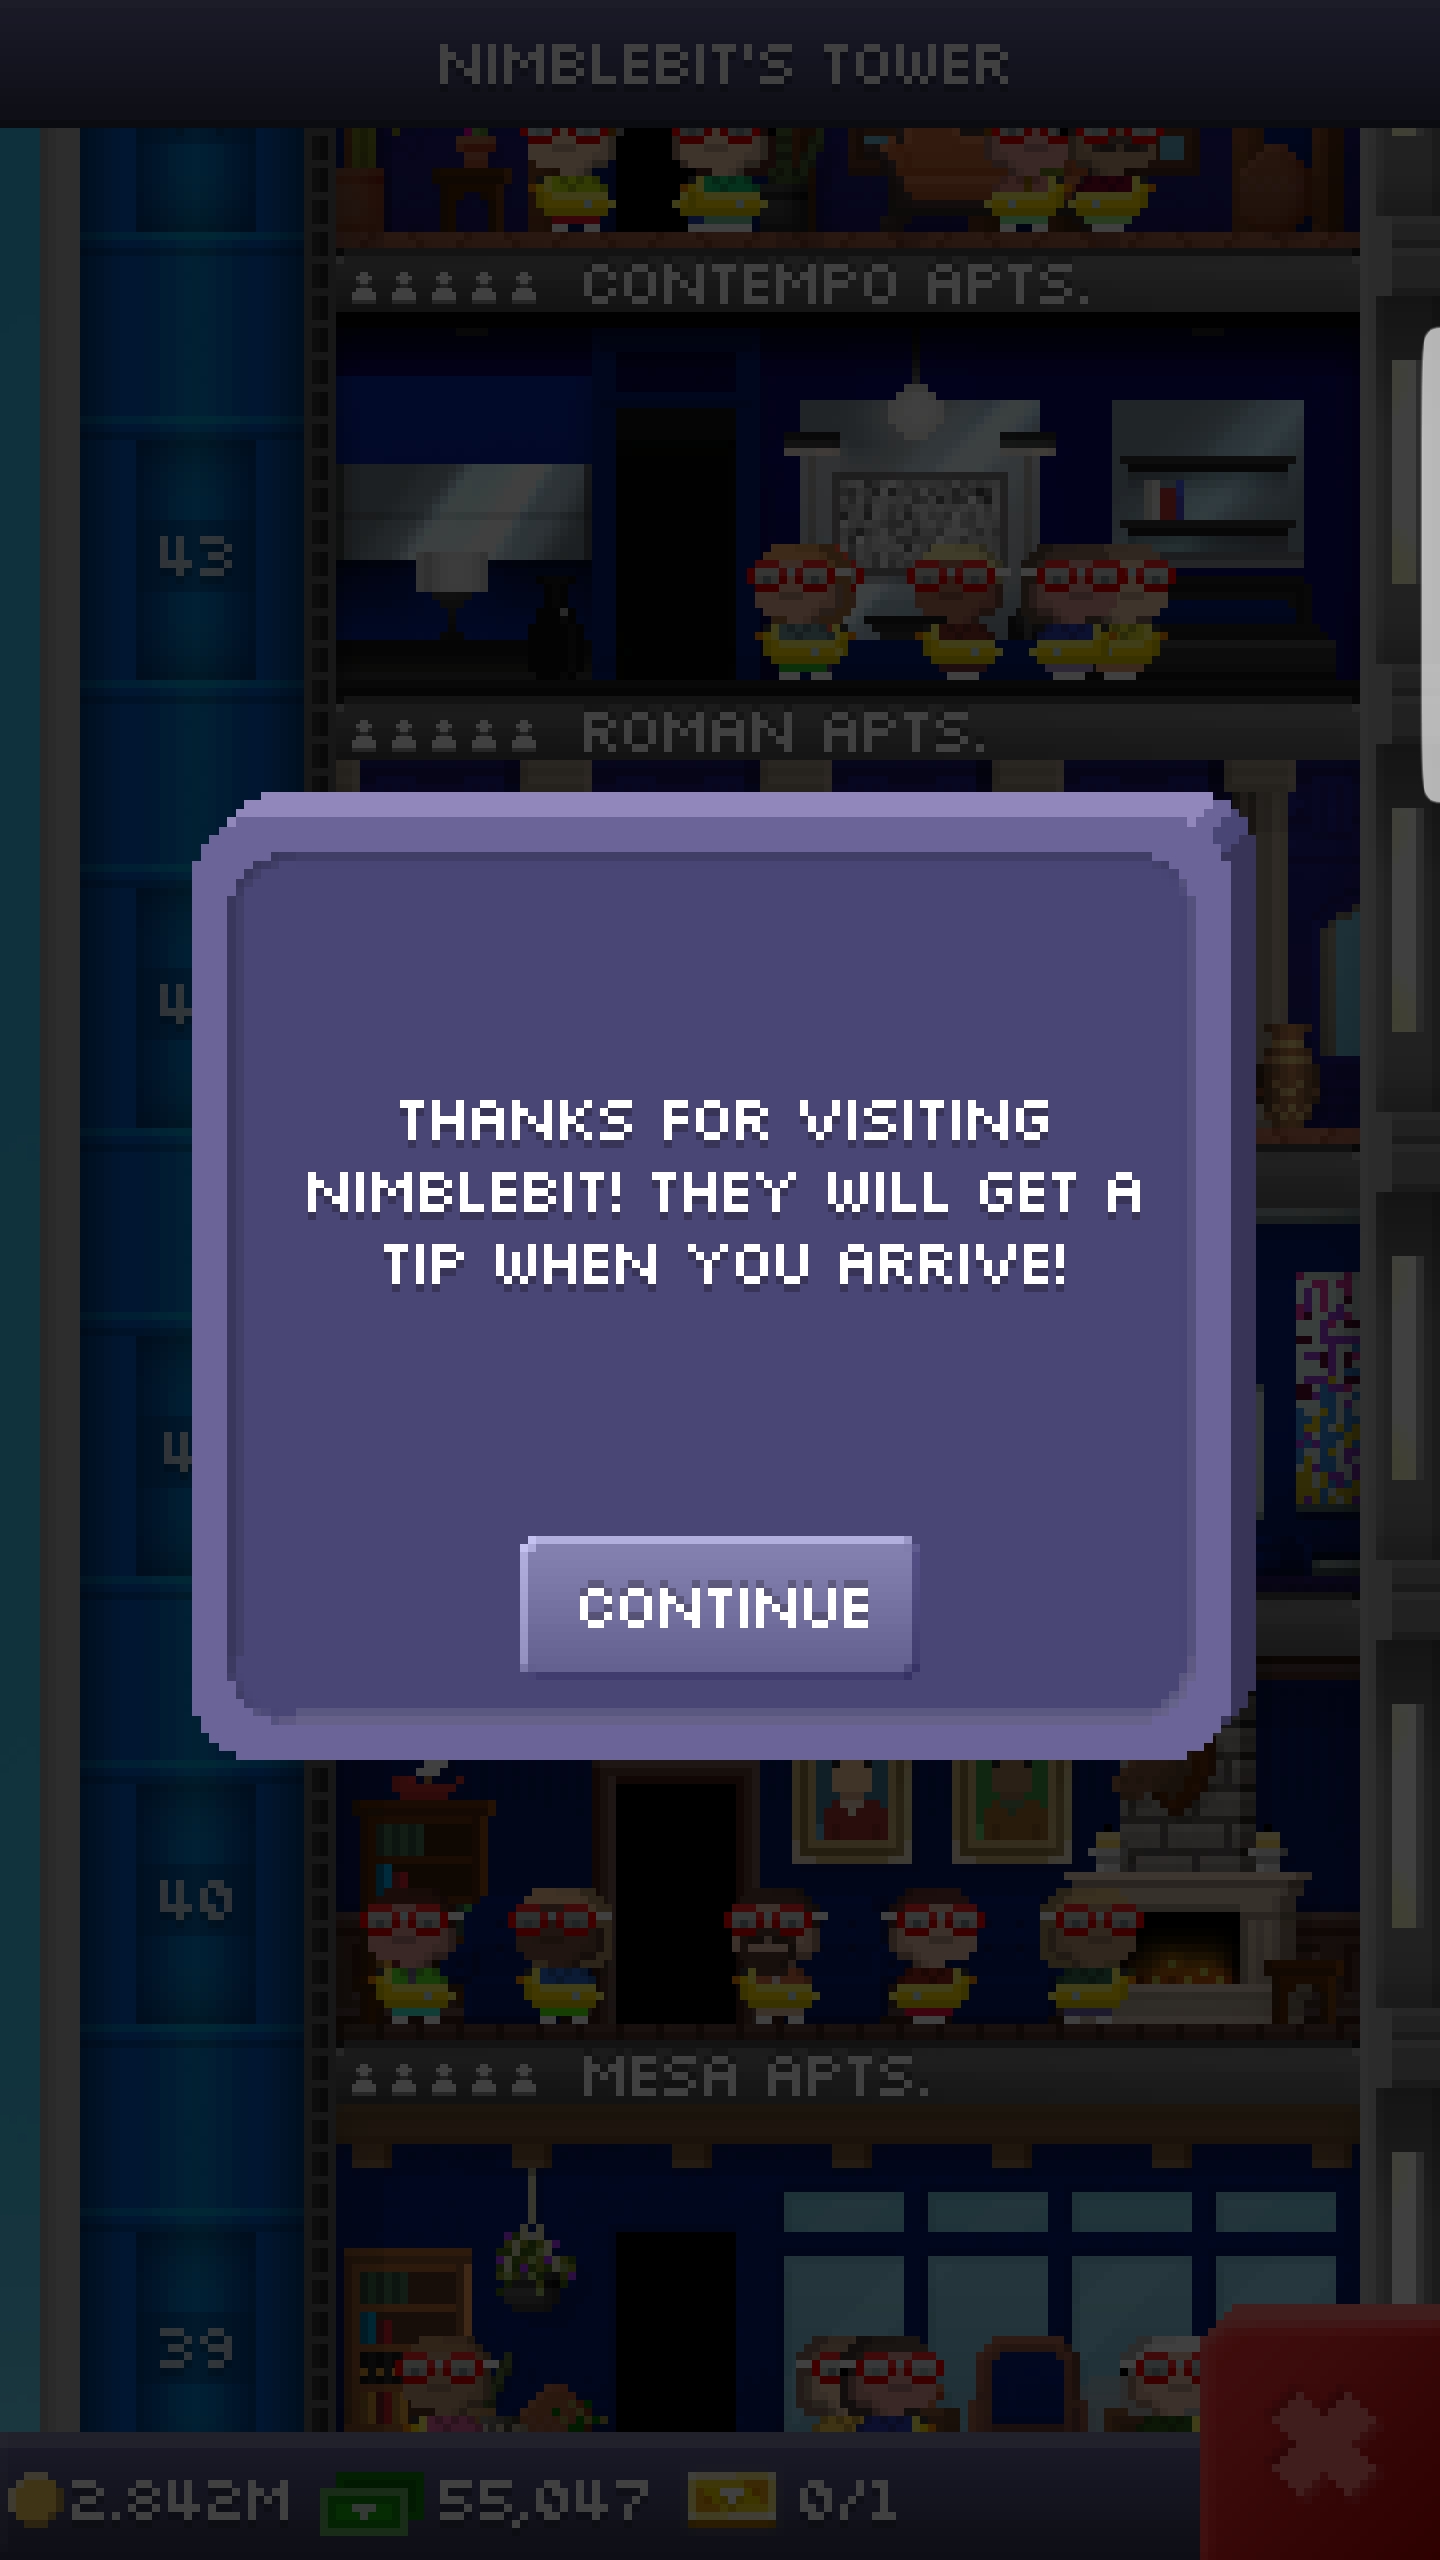 NIMBLEBIT'S TOWER
CONTEMPO APTS.
43
ROMAN APTS.
THANKS FOR VISITING
NIMBLEBIT! THEY WILL GET A
TIP WHEN YOU ARRIVE!
CONTINUE
40
MESA APTS.
39
2.842M 55,047 0/1